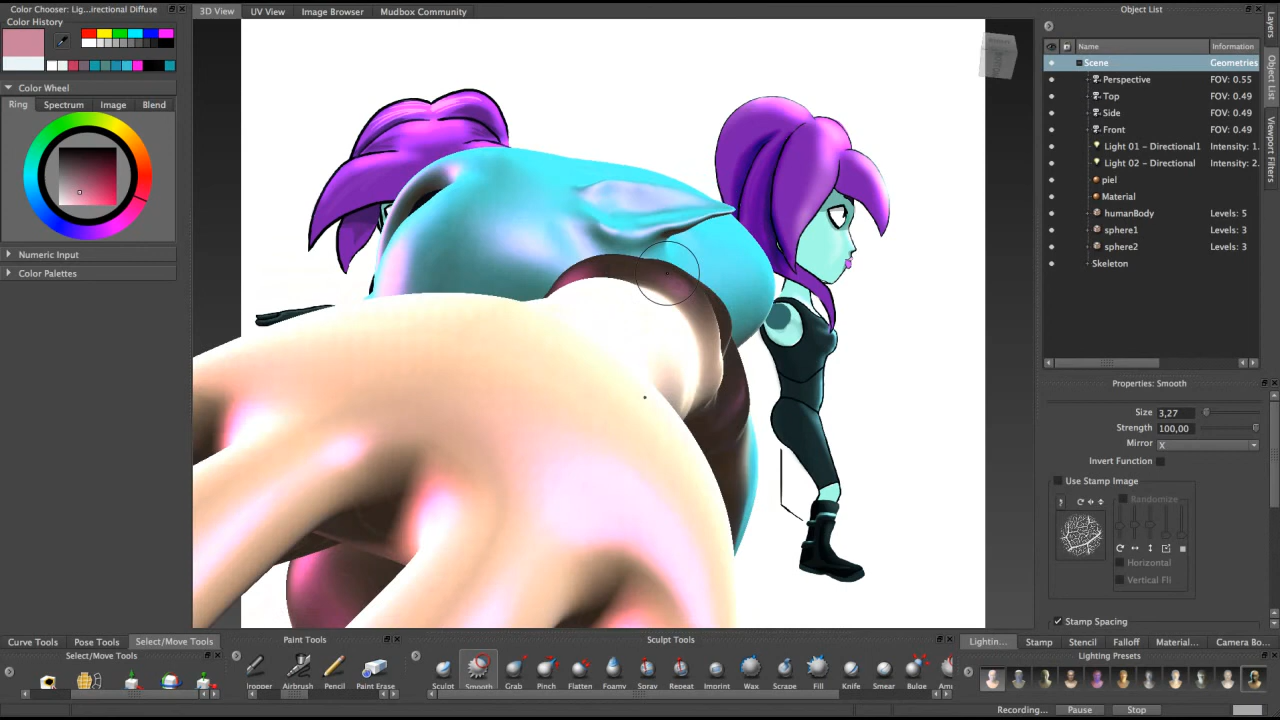 Color Chooser: Lig...irectional Diffuse
3D View
UV View
Image Browser
Mudbox Community
Object List
Color History
Name
Information
Scene
Geometries
Perspective
FOV: 0.55
Top
FOV: 0.49
Side
FOV: 0.49
Front
FOV: 0.49
Light 01 – Directional1
Intensity: 1.
Light 02 – Directional
Intensity: 2.
piel
Material
humanBody
Levels: 5
sphere1
Levels: 3
sphere2
Levels: 3
Skeleton
Layers
Object List
Viewport Filters
Color Wheel
Ring
Spectrum
Image
Blend
Numeric Input
Color Palettes
Properties: Smooth
Size
3,27
Strength
100,00
Mirror
X
Invert Function
Use Stamp Image
Randomize
Horizontal
Vertical Fli
Stamp Spacing
Curve Tools
Pose Tools
Select/Move Tools
Paint Tools
Sculpt Tools
Lightin...
Stamp
Stencil
Falloff
Material...
Camera Bo...
Select/Move Tools
Lighting Presets
Airbrush
Pencil
Paint Erase
Sculpt
Smooth
Grab
Pinch
Flatten
Foamy
Spray
Repeat
Imprint
Wax
Scrape
Fill
Knife
Smear
Bulge
Recording...
Pause
Stop